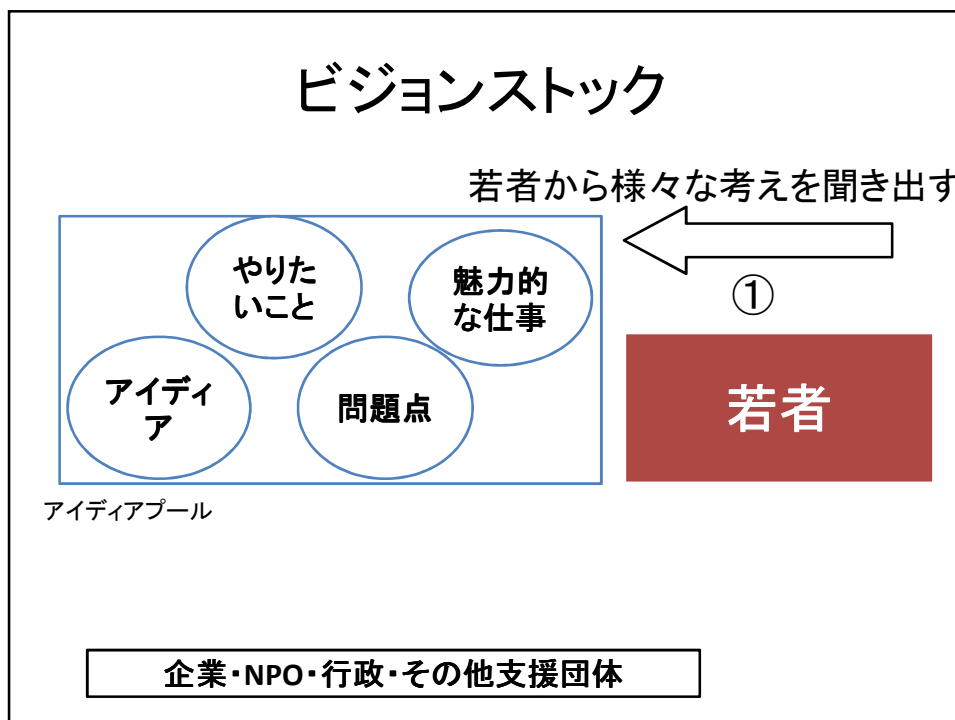 ビジョンストック
若者から様々な考えを聞き出す
①
やりた
いこと
魅力的
な仕事
アイディ
ア
問題点
若者
アイディアプール
企業・NPO・行政・その他支援団体